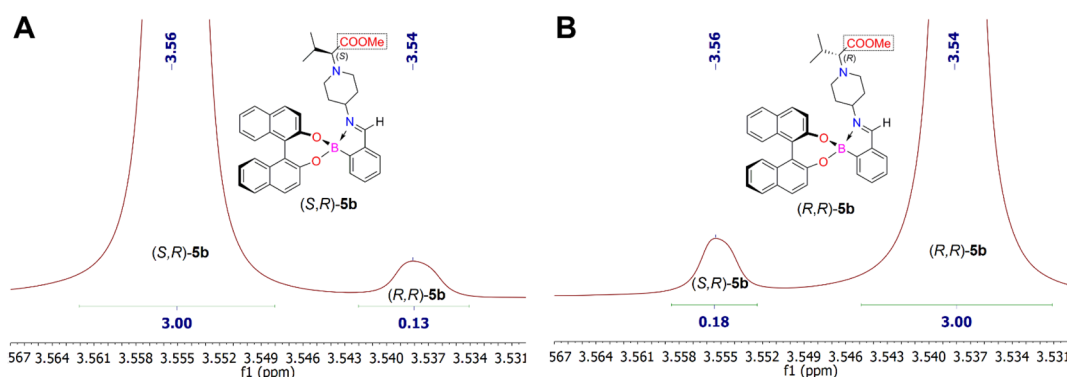 A
3.56
3.54
COOMe
(S)
N
N
H
O
B
O
(S,R)-5b
(S,R)-5b
(R,R)-5b
3.00
0.13
567 3.564 3.561 3.558 3.555 3.552 3.549 3.546 3.543 3.540 3.537 3.534 3.531
f1 (ppm)
B
3.56
3.54
COOMe
(R)
N
N
H
O
B
O
(R,R)-5b
(S,R)-5b
(R,R)-5b
0.18
3.00
567 3.564 3.561 3.558 3.555 3.552 3.549 3.546 3.543 3.540 3.537 3.534 3.531
f1 (ppm)